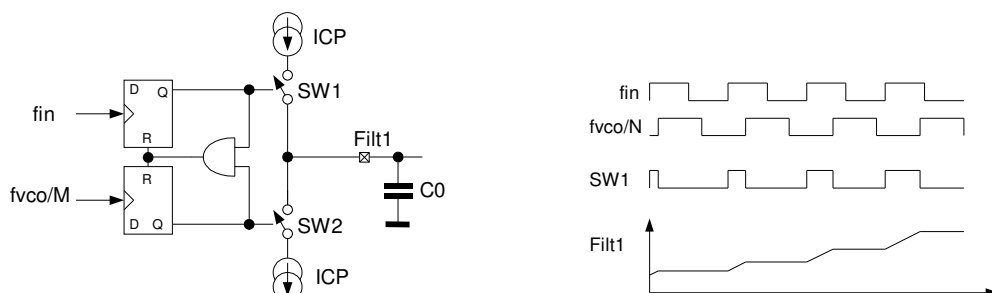 ICP
D Q
SW1
fin
R
Filt1
R
fvco/M
C0
D Q
SW2
ICP
fin
fvco/N
SW1
Filt1